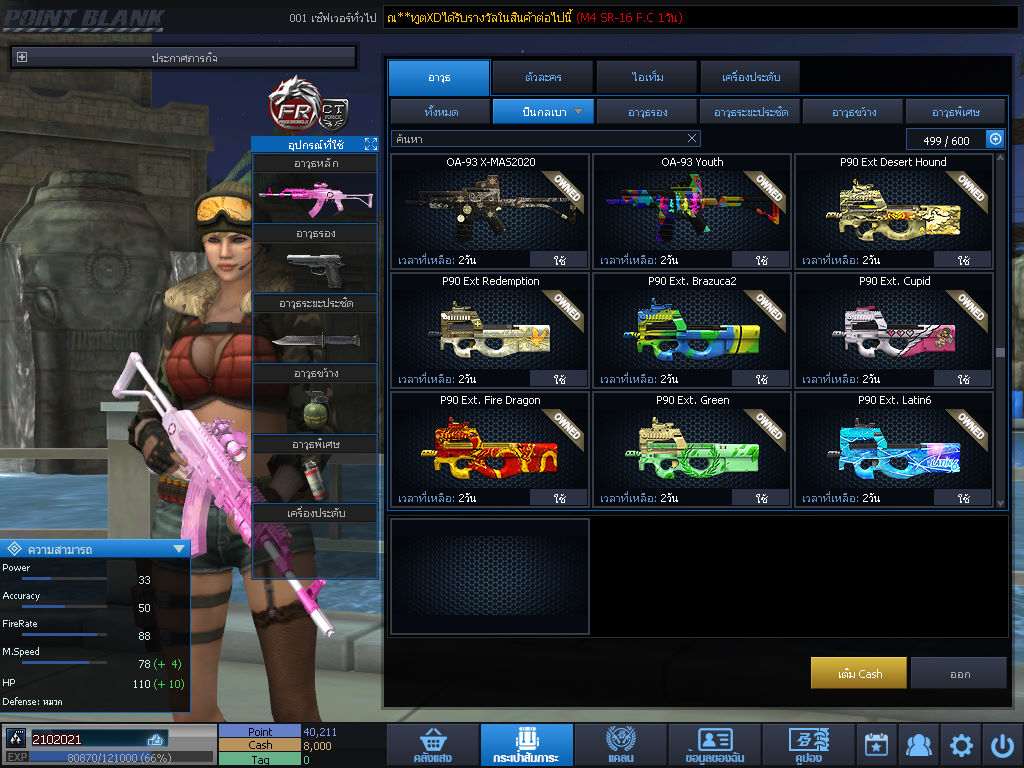 POINT BLANK
001 เซิฟเวอร์ทั่วไป
ณ**ทูตXDได้รับรางวัลในสินค้าต่อไปนี้ (M4 SR-16 F.C 1วัน)
ประกาศภารกิจ
FR
CT
FORCE
อุปกรณ์ที่ใช้
อาวุธหลัก
อาวุธรอง
อาวุธระยะประชิด
อาวุธขว้าง
อาวุธพิเศษ
เครื่องประดับ
อาวุธ
ตัวละคร
ไอเท็ม
เครื่องประดับ
ทั้งหมด
ปืนกลเบา
อาวุธรอง
อาวุธระยะประชิด
อาวุธขว้าง
อาวุธพิเศษ
ค้นหา
499 / 600
OA-93 X-MAS2020
OWNED
เวลาที่เหลือ: 2วัน
ใช้
OA-93 Youth
OWNED
เวลาที่เหลือ: 2วัน
ใช้
P90 Ext Desert Hound
OWNED
เวลาที่เหลือ: 2วัน
ใช้
P90 Ext Redemption
OWNED
เวลาที่เหลือ: 2วัน
ใช้
P90 Ext. Brazuca2
OWNED
เวลาที่เหลือ: 2วัน
ใช้
P90 Ext. Cupid
OWNED
เวลาที่เหลือ: 2วัน
ใช้
P90 Ext. Fire Dragon
OWNED
เวลาที่เหลือ: 2วัน
ใช้
P90 Ext. Green
OWNED
เวลาที่เหลือ: 2วัน
ใช้
P90 Ext. Latin6
OWNED
เวลาที่เหลือ: 2วัน
ใช้
ความสามารถ
Power
33
Accuracy
50
FireRate
88
M.Speed
78 (+ 4)
HP
110 (+ 10)
Defense: หมวก
เติม Cash
ออก
2102021
EXP
80870/121000 (66%)
Point 40,211
Cash 8,000
Tag 0
คลังแสง
กระเป๋าสัมภาระ
แคลน
ข้อมูลของฉัน
คูปอง